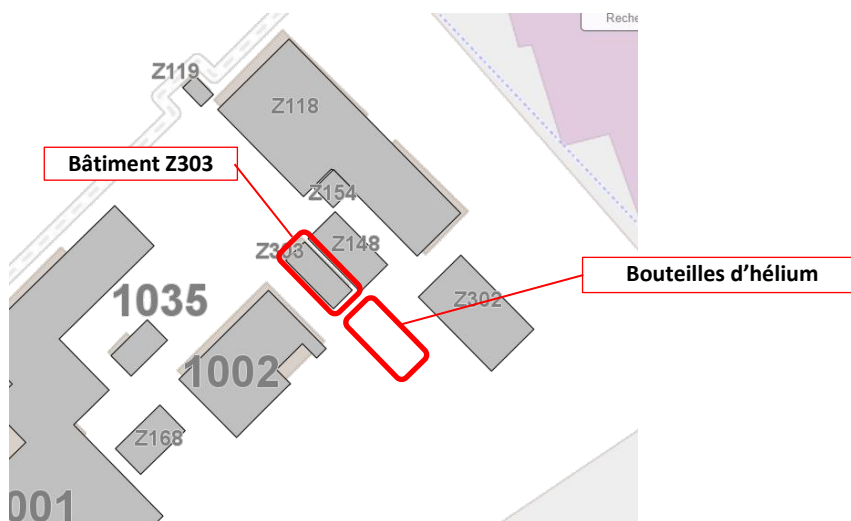 Reche
Z119
Z118
Bâtiment Z303
Z154
Z303
Z148
Bouteilles d'hélium
Z302
1035
1002
Z168
001